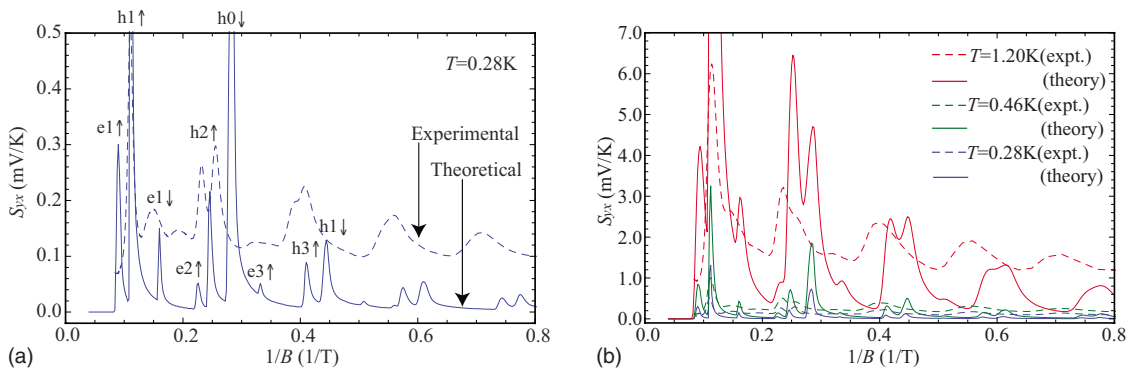 h1↑
h0↓
0.5
T=0.28K
0.4
e1↑
h2↑
Experimental
0.3
Theoretical
Syx (mV/K)
0.2
e1↓
h1↓
h3↑
0.1
e2↑
e3↑
0.0
0.0
0.2
0.4
0.6
0.8
1/B (1/T)
(a)
7.0
6.0
T=1.20K(expt.)
(theory)
5.0
T=0.46K(expt.)
(theory)
4.0
T=0.28K(expt.)
(theory)
Syx (mV/K)
3.0
2.0
1.0
0.0
0.0
0.2
0.4
0.6
0.8
1/B (1/T)
(b)